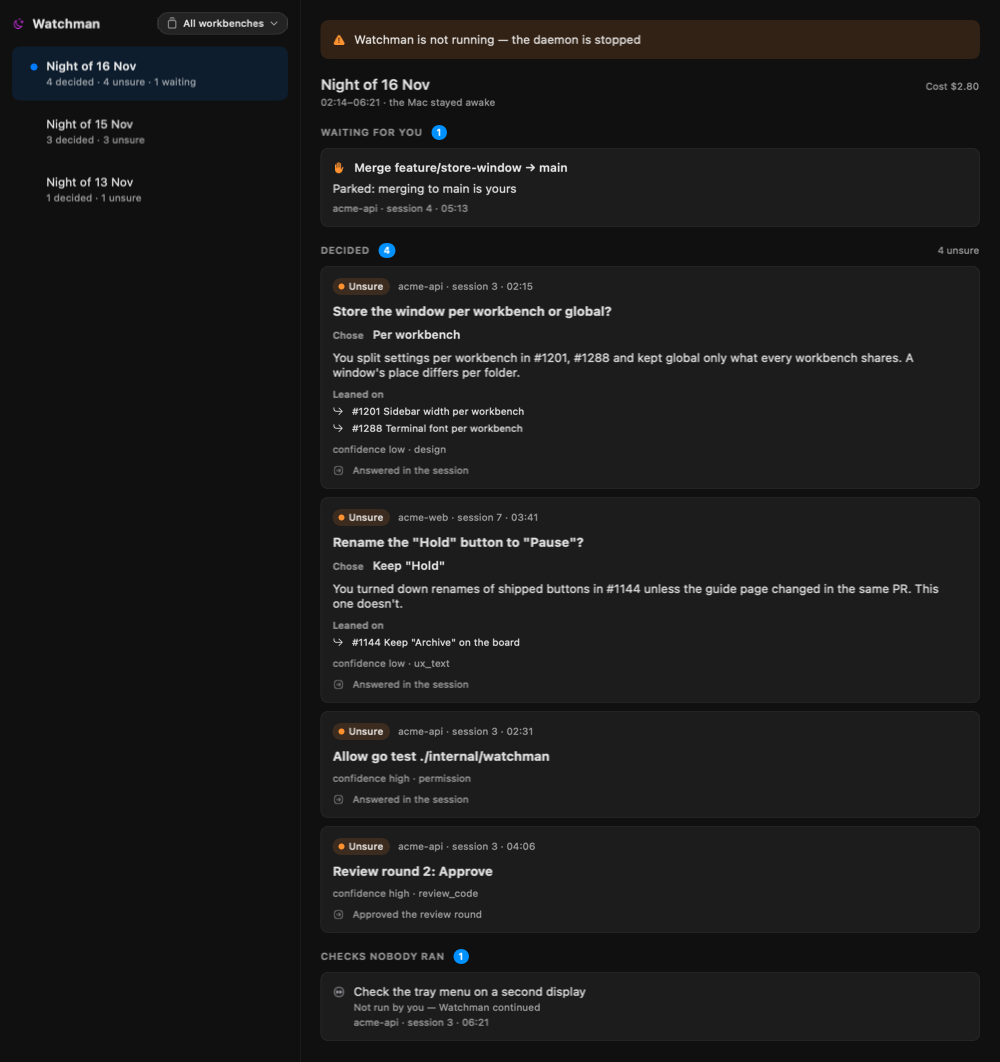 Watchman
All workbenches
Night of 16 Nov
4 decided · 4 unsure · 1 waiting
Night of 15 Nov
3 decided · 3 unsure
Night of 13 Nov
1 decided · 1 unsure
Watchman is not running — the daemon is stopped
Night of 16 Nov
Cost $2.80
02:14–06:21 · the Mac stayed awake
WAITING FOR YOU 1
Merge feature/store-window → main
Parked: merging to main is yours
acme-api · session 4 · 05:13
DECIDED 4
4 unsure
Unsure acme-api · session 3 · 02:15
Store the window per workbench or global?
Chose Per workbench
You split settings per workbench in #1201, #1288 and kept global only what every workbench shares. A
window's place differs per folder.
Leaned on
#1201 Sidebar width per workbench
#1288 Terminal font per workbench
confidence low · design
Answered in the session
Unsure acme-web · session 7 · 03:41
Rename the "Hold" button to "Pause"?
Chose Keep "Hold"
You turned down renames of shipped buttons in #1144 unless the guide page changed in the same PR. This
one doesn't.
Leaned on
#1144 Keep "Archive" on the board
confidence low · ux_text
Answered in the session
Unsure acme-api · session 3 · 02:31
Allow go test ./internal/watchman
confidence high · permission
Answered in the session
Unsure acme-api · session 3 · 04:06
Review round 2: Approve
confidence high · review_code
Approved the review round
CHECKS NOBODY RAN 1
Check the tray menu on a second display
Not run by you — Watchman continued
acme-api · session 3 · 06:21